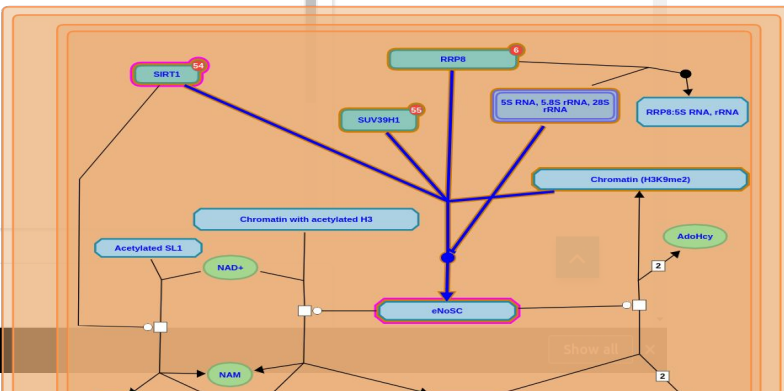 SIRT1
54
RRP8
6
SUV39H1
55
5S RNA, 5.8S rRNA, 28S
rRNA
RRP8:5S RNA, rRNA
Chromatin (H3K9me2)
Chromatin with acetylated H3
Acetylated SL1
NAD+
AdoHcy
2
eNoSC
Show all
NAM
2